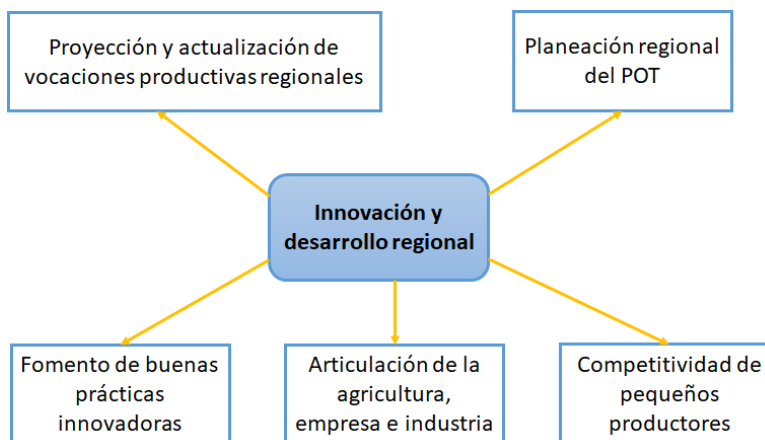 Proyección y actualización de
vocaciones productivas regionales
Planeación regional
del POT
Innovación y
desarrollo regional
Fomento de buenas
prácticas
innovadoras
Articulación de la
agricultura,
empresa e industria
Competitividad de
pequeños
productores